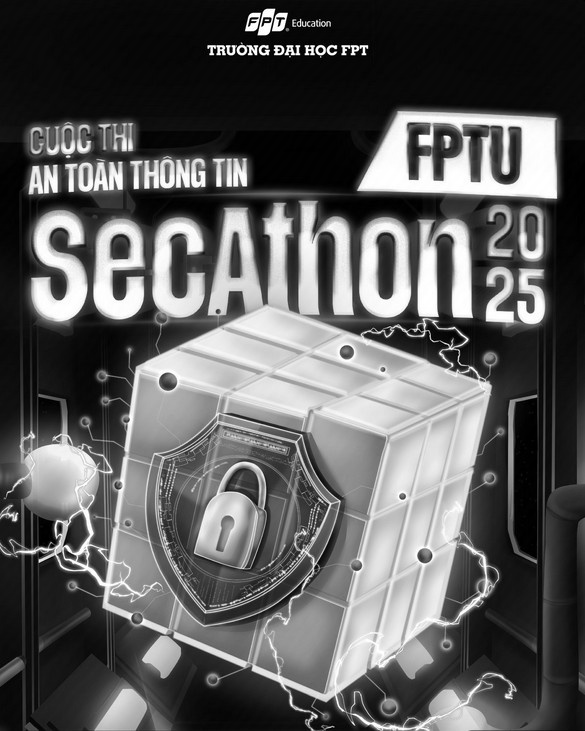 FPT Education
TRƯỜNG ĐẠI HỌC FPT
CUỘC THI
AN TOÀN THÔNG TIN
FPTU
SecAthon
20
25